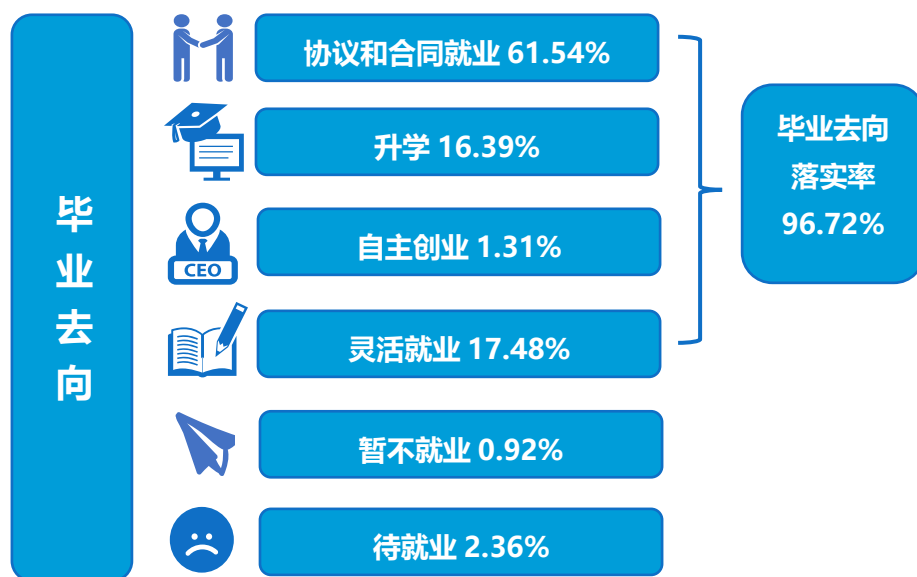 毕业去向
协议和合同就业 61.54%
升学 16.39%
CEO
自主创业 1.31%
灵活就业 17.48%
暂不就业 0.92%
待就业 2.36%
毕业去向
落实率
96.72%